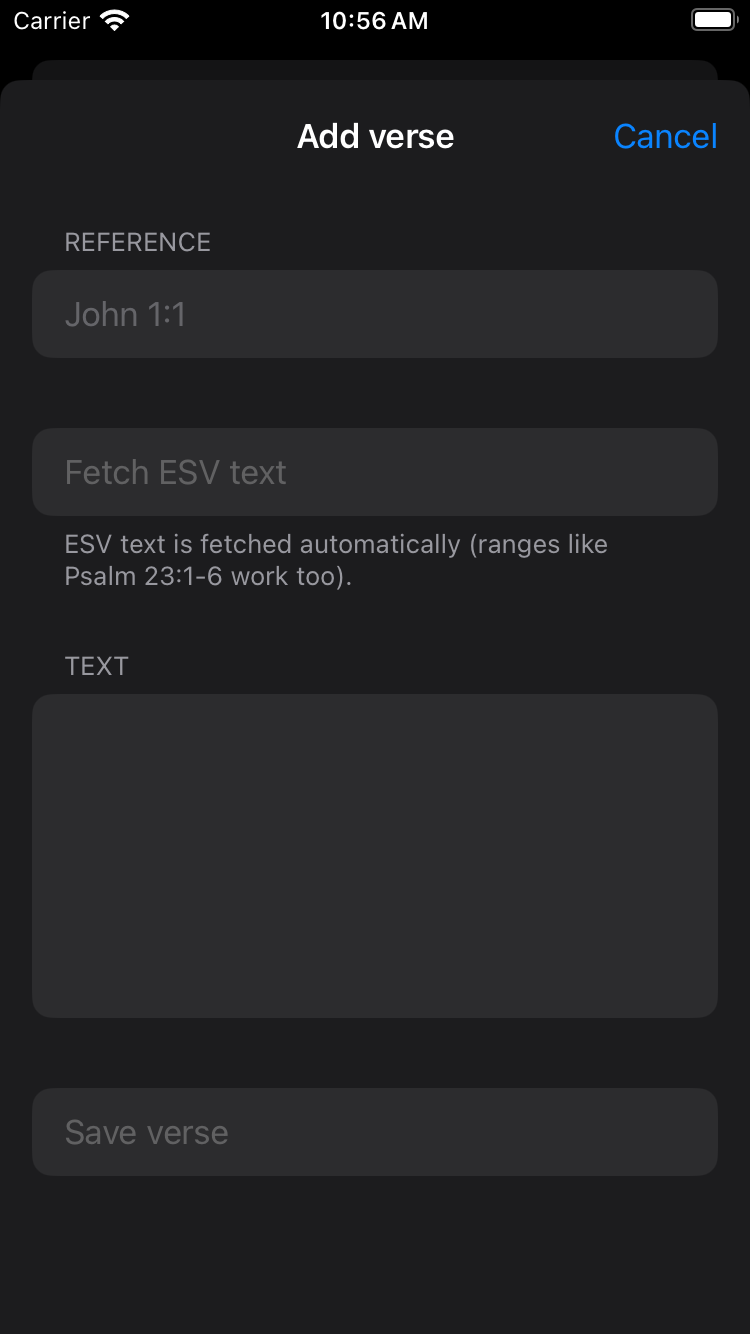 Carrier 10:56 AM
Add verse Cancel
REFERENCE
John 1:1
Fetch ESV text
ESV text is fetched automatically (ranges like
Psalm 23:1-6 work too).
TEXT
Save verse